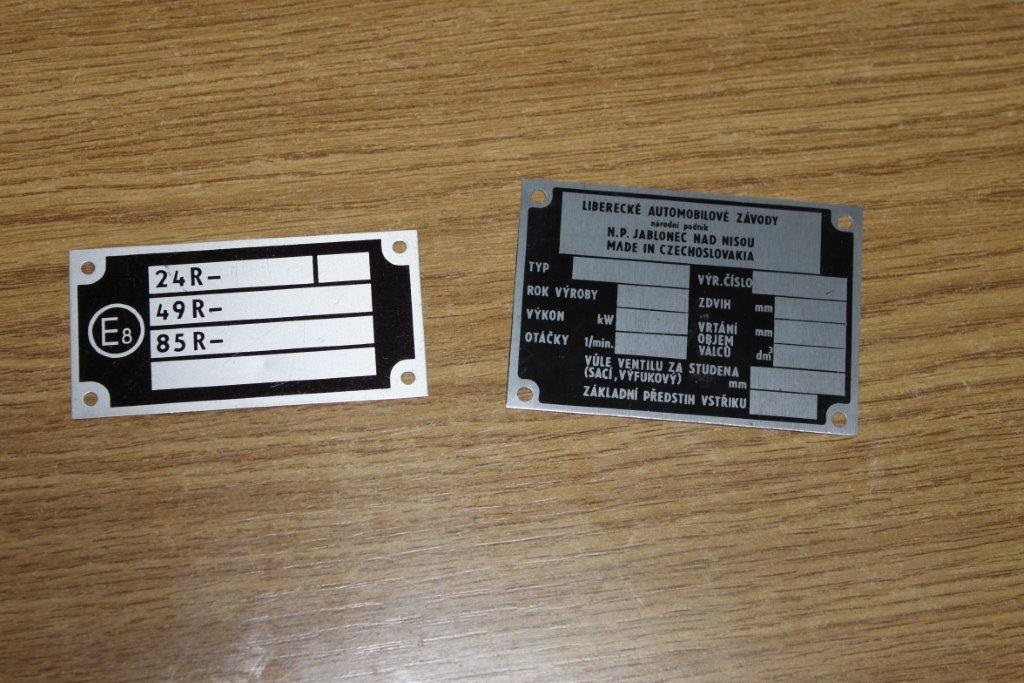 E8
24R-
49R-
85R-
LIBERECKÉ AUTOMOBILOVÉ ZÁVODY
národní podnik
N.P. JABLONEC NAD NISOU
MADE IN CZECHOSLOVAKIA
TYP
ROK VÝROBY
VÝKON kW
OTÁČKY 1/min.
VÝR.ČÍSLO
ZDVIH mm
VRTÁNÍ mm
OBJEM
VÁLCŮ dm³
VŮLE VENTILU ZA STUDENA
(SACÍ,VÝFUKOVÝ) mm
ZÁKLADNÍ PŘEDSTIH VSTŘIKU